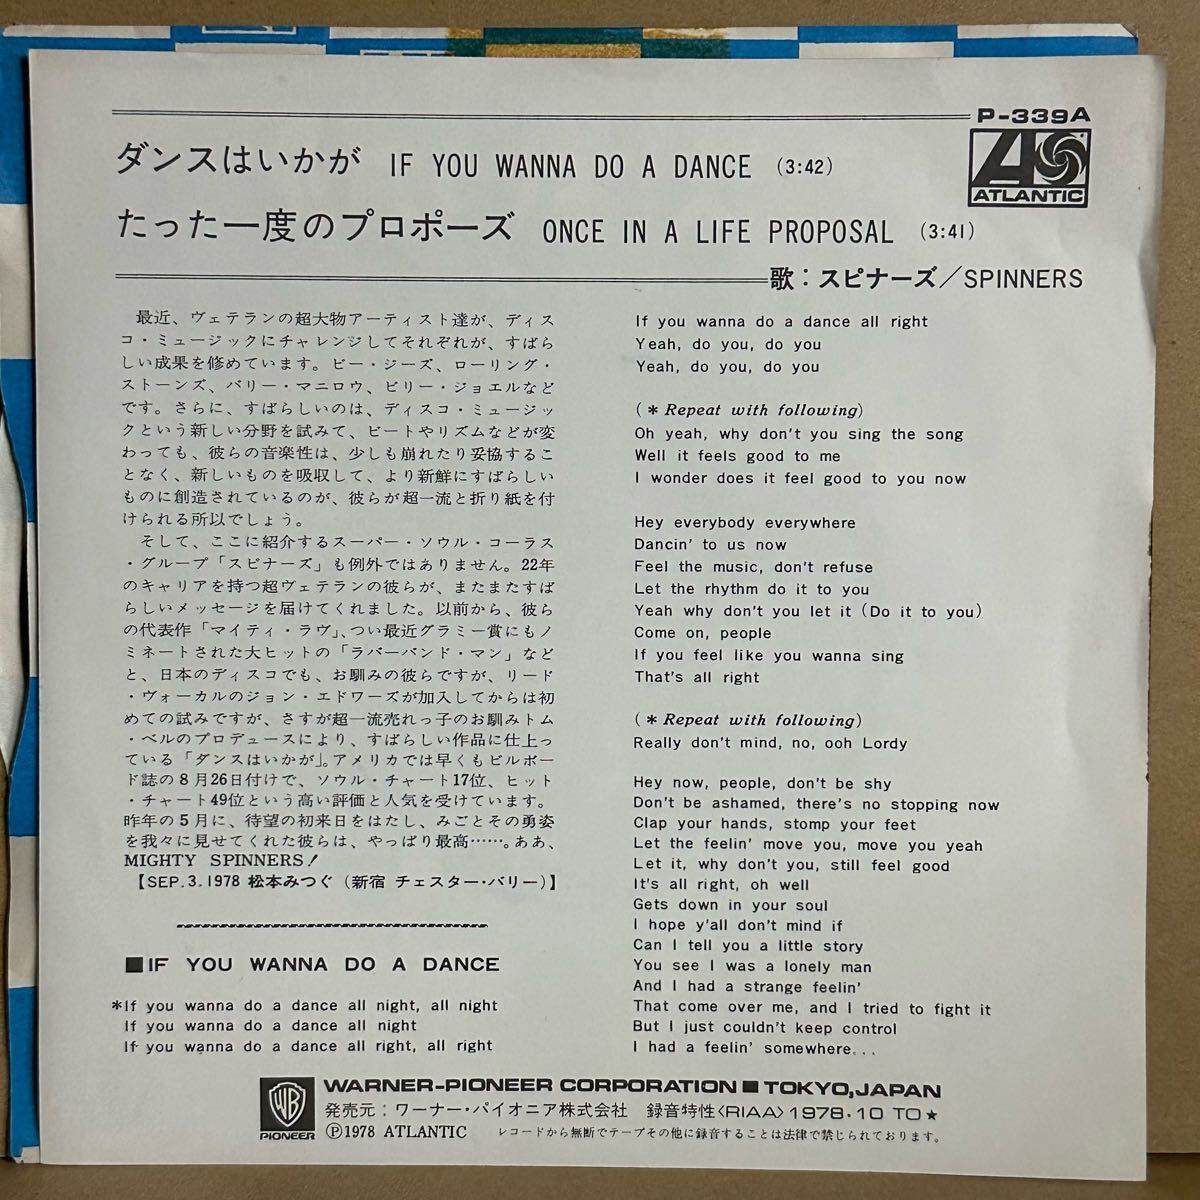 P-339A
ATLANTIC
ダンスはいかが IF YOU WANNA DO A DANCE (3:42)
たった一度のプロポーズ ONCE IN A LIFE PROPOSAL (3:41)
歌：スピナーズ／SPINNERS
最近、ヴェテランの超大物アーティスト達が、ディス
コ・ミュージックにチャレンジしてそれぞれが、すばら
しい成果を修めています。ビー・ジーズ、ローリング・
ストーンズ、バリー・マニロウ、ビリー・ジョエルなど
です。さらに、すばらしいのは、ディスコ・ミュージッ
クという新しい分野を試みて、ビートやリズムなどが変
わっても、彼らの音楽性は、少しも崩れたり妥協するこ
となく、新しいものを吸収して、より新鮮にすばらしい
ものに創造されているのが、彼らが超一流と折り紙を付
けられる所以でしょう。
そして、ここに紹介するスーパー・ソウル・コーラス
・グループ「スピナーズ」も例外ではありません。22年
のキャリアを持つ超ヴェテランの彼らが、またまたすば
らしいメッセージを届けてくれました。以前から、彼ら
の代表作「マイティ・ラヴ」、つい最近グラミー賞にもノ
ミネートされた大ヒットの「ラバーバンド・マン」など
と、日本のディスコでも、お馴みの彼らですが、リード
・ヴォーカルのジョン・エドワーズが加入してからは初
めての試みですが、さすが超一流売れっ子のお馴みトム
・ベルのプロデュースにより、すばらしい作品に仕上っ
ている「ダンスはいかが」。アメリカでは早くもビルボー
ド誌の8月26日付けで、ソウル・チャート17位、ヒット
・チャート49位という高い評価と人気を受けています。
昨年の5月に、待望の初来日をはたし、みごとその勇姿
を我々に見せてくれた彼らは、やっぱり最高……。ああ、
MIGHTY SPINNERS!
【SEP.3.1978 松本みつぐ（新宿 チェスター・バリー）】
■IF YOU WANNA DO A DANCE
*If you wanna do a dance all night, all night
If you wanna do a dance all night
If you wanna do a dance all right, all right
If you wanna do a dance all right
Yeah, do you, do you
Yeah, do you, do you
(* Repeat with following)
Oh yeah, why don't you sing the song
Well it feels good to me
I wonder does it feel good to you now
Hey everybody everywhere
Dancin' to us now
Feel the music, don't refuse
Let the rhythm do it to you
Yeah why don't you let it (Do it to you)
Come on, people
If you feel like you wanna sing
That's all right
(* Repeat with following)
Really don't mind, no, ooh Lordy
Hey now, people, don't be shy
Don't be ashamed, there's no stopping now
Clap your hands, stomp your feet
Let the feelin' move you, move you yeah
Let it, why don't you, still feel good
It's all right, oh well
Gets down in your soul
I hope y'all don't mind if
Can I tell you a little story
You see I was a lonely man
And I had a strange feelin'
That come over me, and I tried to fight it
But I just couldn't keep control
I had a feelin' somewhere...
WB
PIONEER
WARNER-PIONEER CORPORATION ■ TOKYO, JAPAN
発売元：ワーナー・パイオニア株式会社 録音特性〈RIAA〉1978・10 TO★
Ⓟ1978 ATLANTIC レコードから無断でテープその他に録音することは法律で禁じられております。